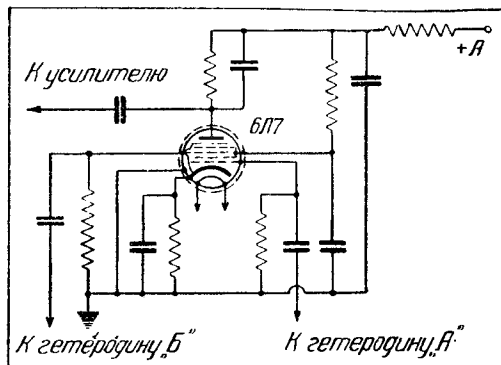 +А
К усилителю
6Л7
К гетеродину „Б"
К гетеродину „А"